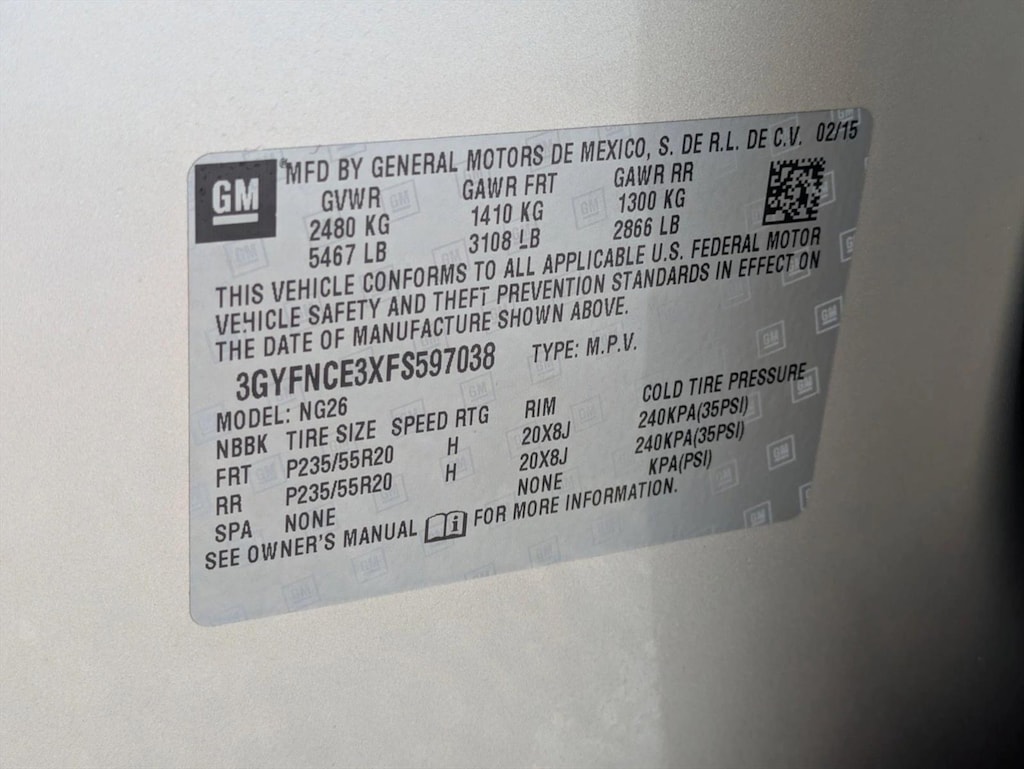 GM ® MFD BY GENERAL MOTORS DE MEXICO, S. DE R.L. DE C.V. 02/15
GVWR GAWR FRT GAWR RR
2480 KG 1410 KG 1300 KG
5467 LB 3108 LB 2866 LB
THIS VEHICLE CONFORMS TO ALL APPLICABLE U.S. FEDERAL MOTOR
VEHICLE SAFETY AND THEFT PREVENTION STANDARDS IN EFFECT ON
THE DATE OF MANUFACTURE SHOWN ABOVE.
3GYFNCE3XFS597038 TYPE: M.P.V.
MODEL: NG26
NBBK TIRE SIZE SPEED RTG RIM COLD TIRE PRESSURE
FRT P235/55R20 H 20X8J 240KPA(35PSI)
RR P235/55R20 H 20X8J 240KPA(35PSI)
SPA NONE NONE KPA(PSI)
SEE OWNER'S MANUAL i FOR MORE INFORMATION.